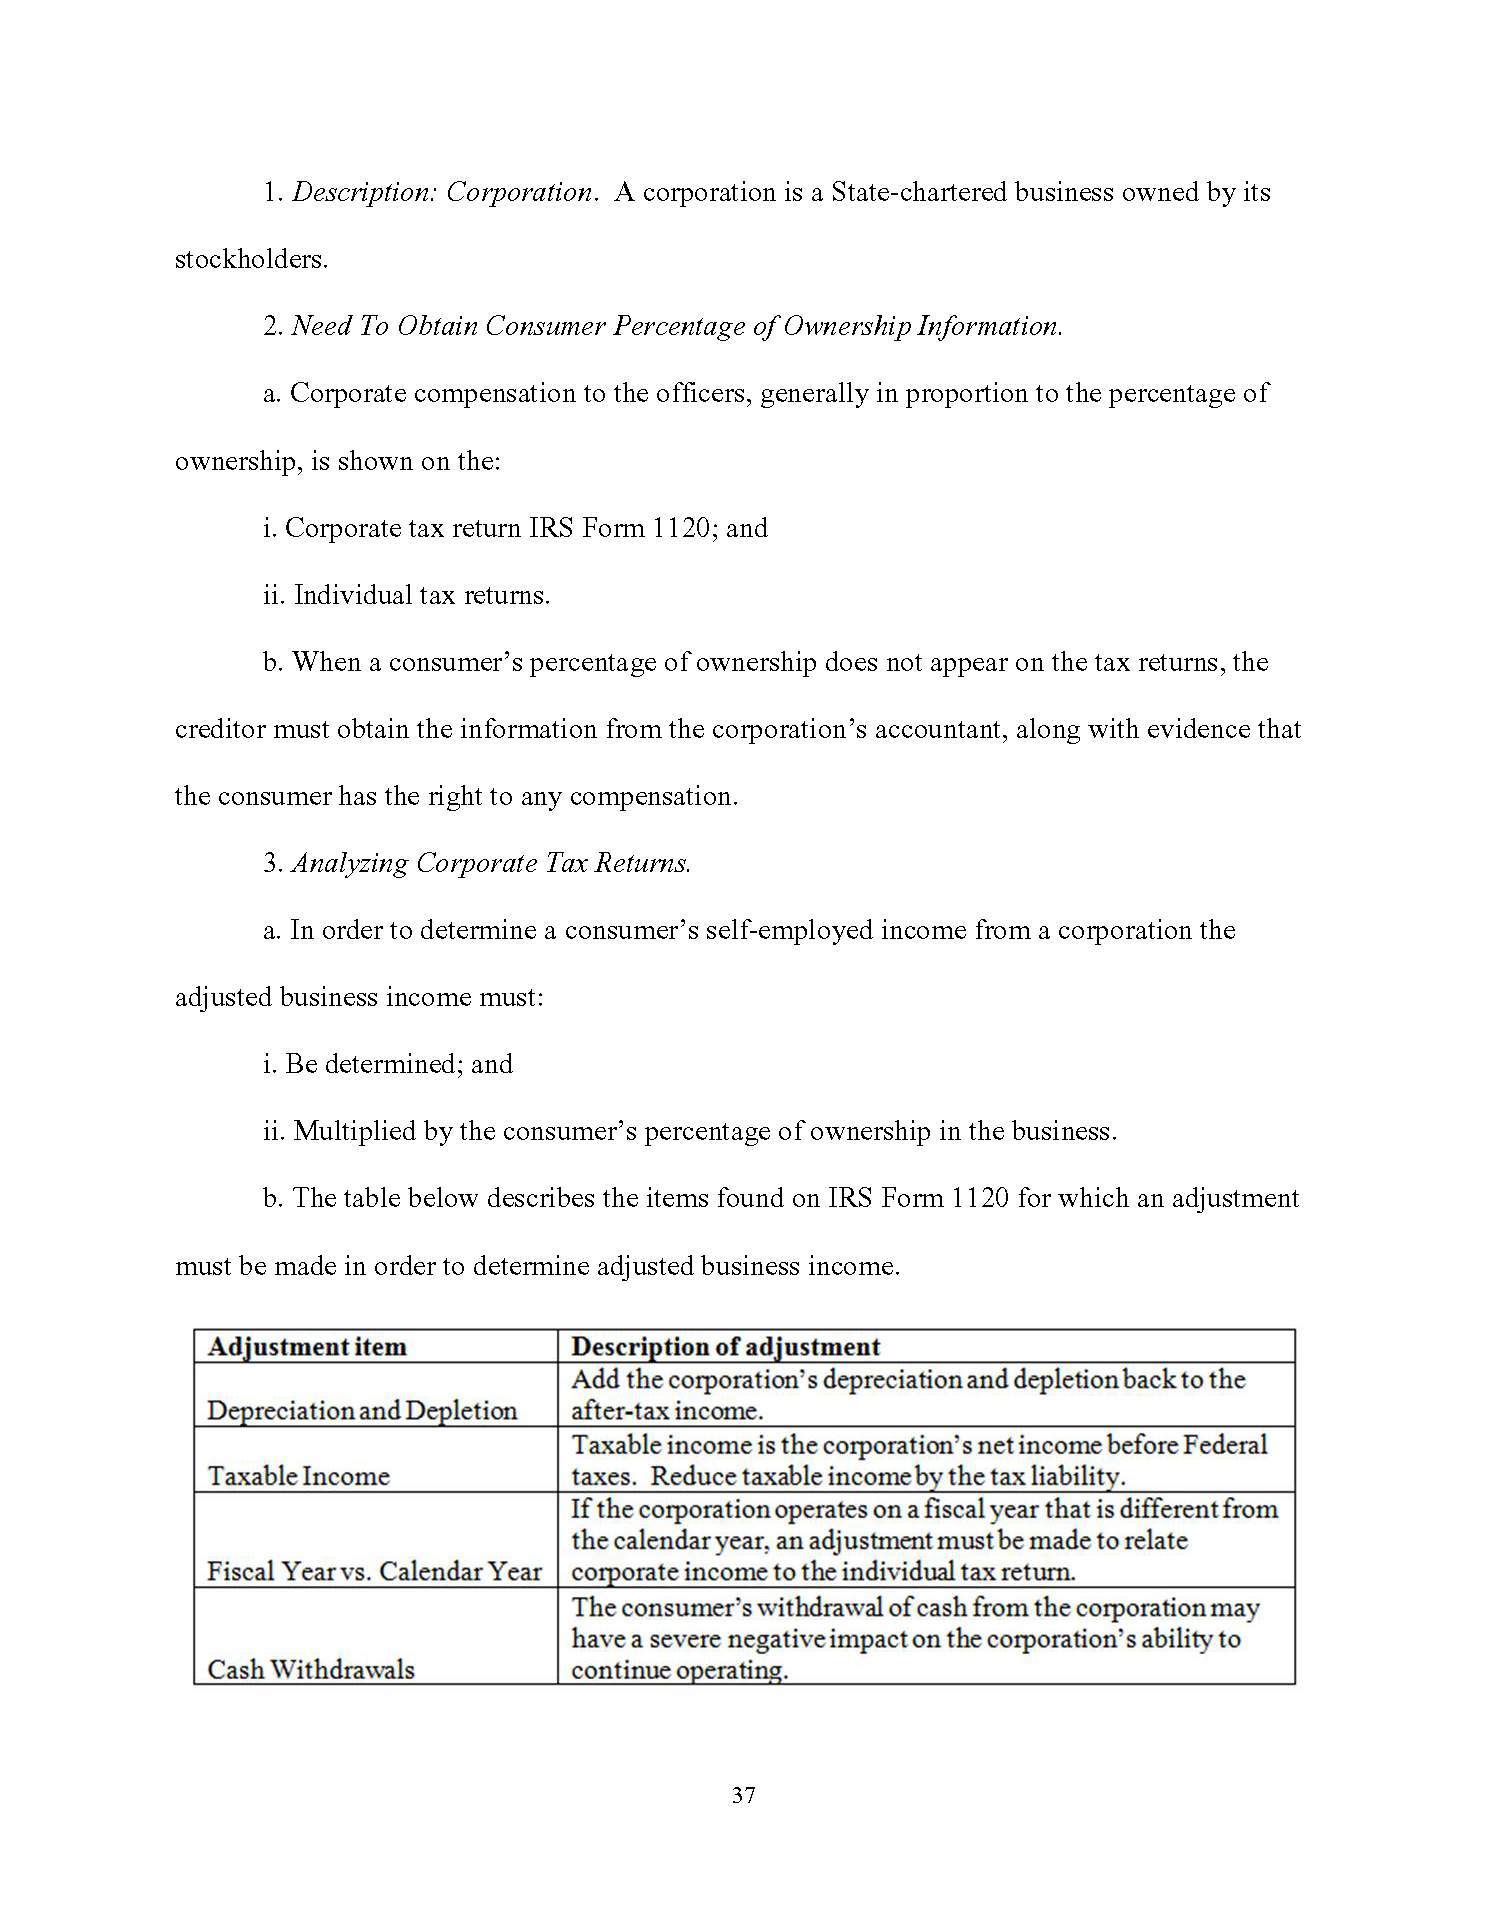 1. Description: Corporation.  A corporation is a State-chartered business owned by its
stockholders.
2. Need To Obtain Consumer Percentage of Ownership Information.
a. Corporate compensation to the officers, generally in proportion to the percentage of
ownership, is shown on the:
i. Corporate tax return IRS Form 1120; and
ii. Individual tax returns.
b. When a consumer’s percentage of ownership does not appear on the tax returns, the
creditor must obtain the information from the corporation’s accountant, along with evidence that
the consumer has the right to any compensation.
3. Analyzing Corporate Tax Returns.
a. In order to determine a consumer’s self-employed income from a corporation the
adjusted business income must:
i. Be determined; and
ii. Multiplied by the consumer’s percentage of ownership in the business.
b. The table below describes the items found on IRS Form 1120 for which an adjustment
must be made in order to determine adjusted business income.
Adjustment item
Description of adjustment
Depreciation and Depletion
Add the corporation’s depreciation and depletion back to the
after-tax income.
Taxable Income
Taxable income is the corporation’s net income before Federal
taxes.  Reduce taxable income by the tax liability.
Fiscal Year vs. Calendar Year
If the corporation operates on a fiscal year that is different from
the calendar year, an adjustment must be made to relate
corporate income to the individual tax return.
Cash Withdrawals
The consumer’s withdrawal of cash from the corporation may
have a severe negative impact on the corporation’s ability to
continue operating.
37